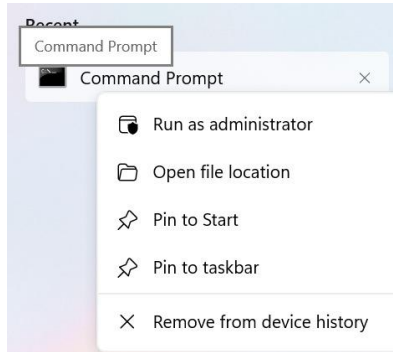 Recent
Command Prompt
Command Prompt
Run as administrator
Open file location
Pin to Start
Pin to taskbar
Remove from device history